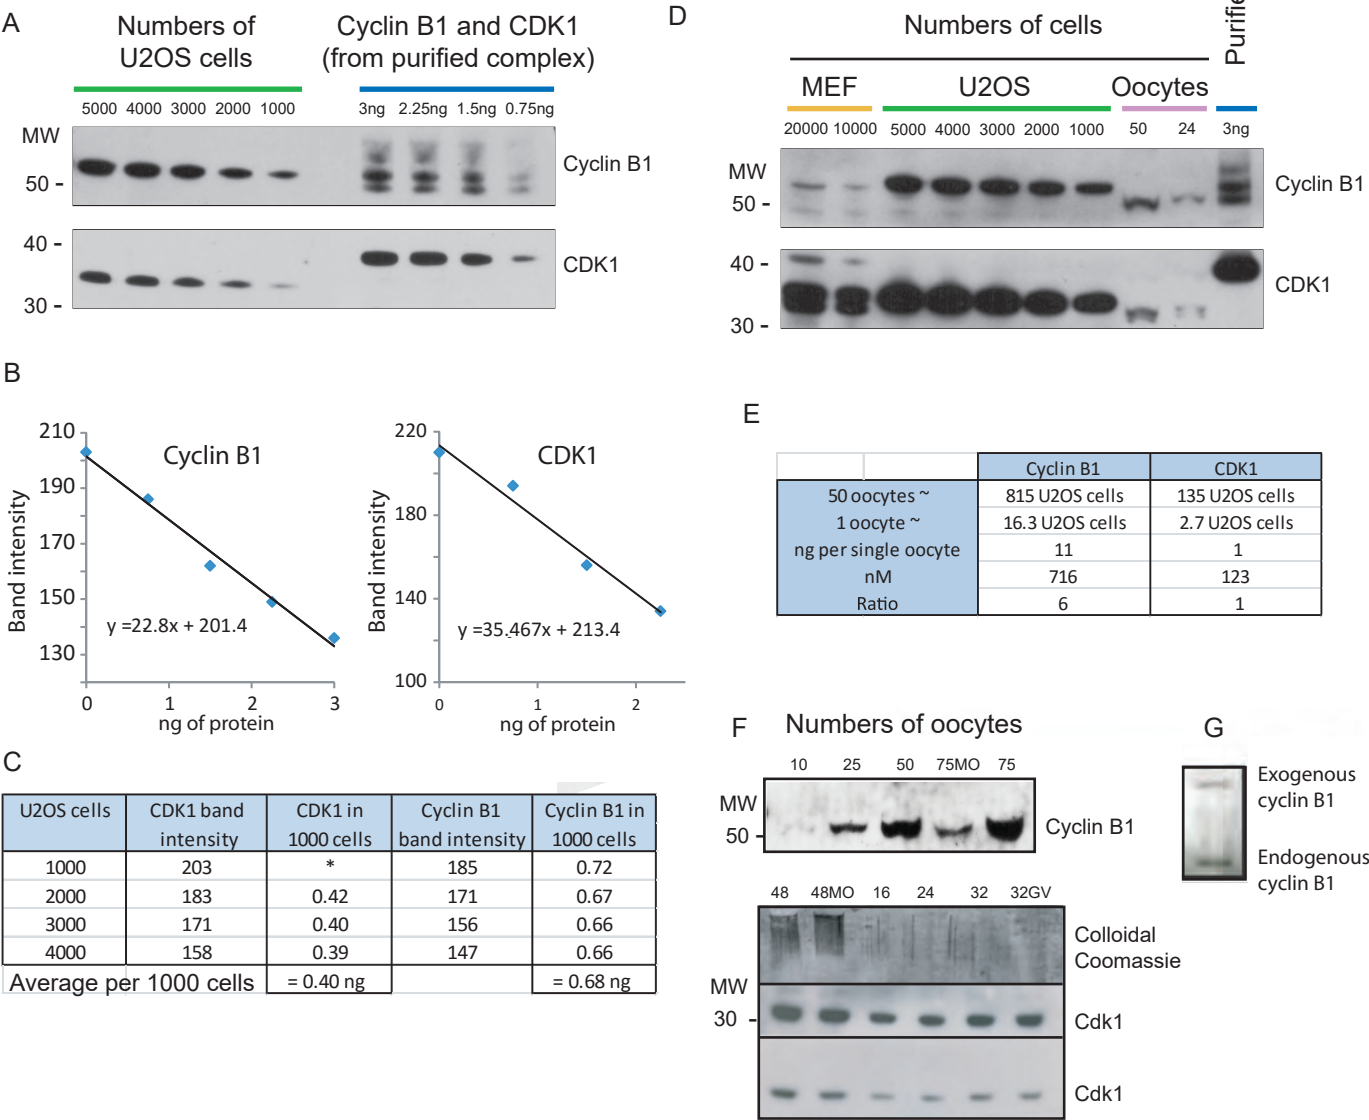 A
Numbers of
U2OS cells
Cyclin B1 and CDK1
(from purified complex)
5000 4000 3000 2000 1000
3ng 2.25ng 1.5ng 0.75ng
MW
50 -
Cyclin B1
40 -
30 -
CDK1
B
210
190
170
150
130
Band intensity
Cyclin B1
y =22.8x + 201.4
0 1 2 3
ng of protein
220
180
140
100
Band intensity
CDK1
y =35.467x + 213.4
0 1 2
ng of protein
C
U2OS cells CDK1 band intensity CDK1 in 1000 cells Cyclin B1 band intensity Cyclin B1 in 1000 cells
1000 203 * 185 0.72
2000 183 0.42 171 0.67
3000 171 0.40 156 0.66
4000 158 0.39 147 0.66
Average per 1000 cells = 0.40 ng = 0.68 ng
D
Numbers of cells
MEF U2OS Oocytes
20000 10000 5000 4000 3000 2000 1000 50 24 3ng
MW
50 -
Cyclin B1
40 -
30 -
CDK1
E
Cyclin B1 CDK1
50 oocytes ~ 815 U2OS cells 135 U2OS cells
1 oocyte ~ 16.3 U2OS cells 2.7 U2OS cells
ng per single oocyte 11 1
nM 716 123
Ratio 6 1
F
Numbers of oocytes
10 25 50 75MO 75
MW
50 -
Cyclin B1
48 48MO 16 24 32 32GV
Colloidal
Coomassie
MW
30 -
Cdk1
Cdk1
G
Exogenous
cyclin B1
Endogenous
cyclin B1